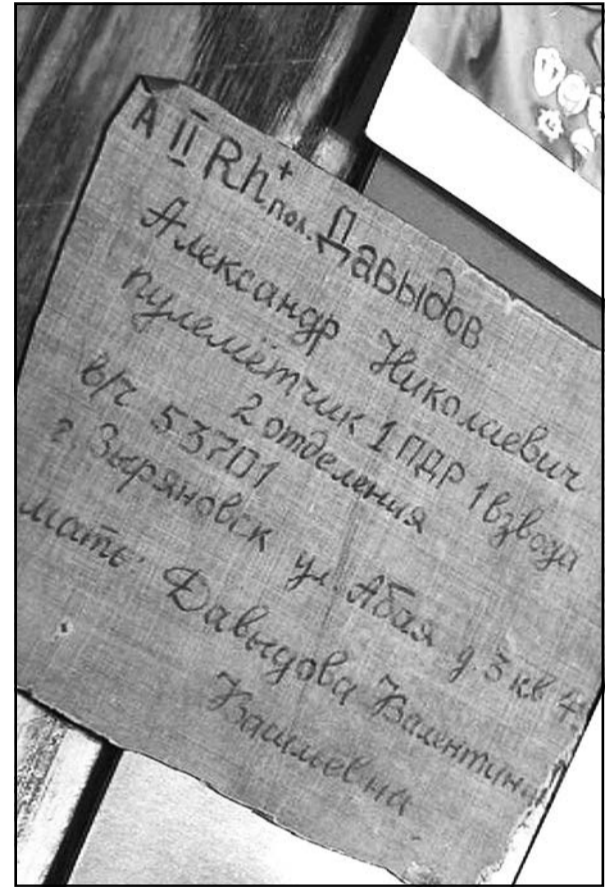 A II Rh⁺ пол. Давыдов
Александр Николаевич
пулемётчик 1 ПДР 1 взвода
2 отделения
в/ч 53701
г. Зыряновск ул. Абая д 3 кв 4
мать: Давыдова Валентина
Васильевна